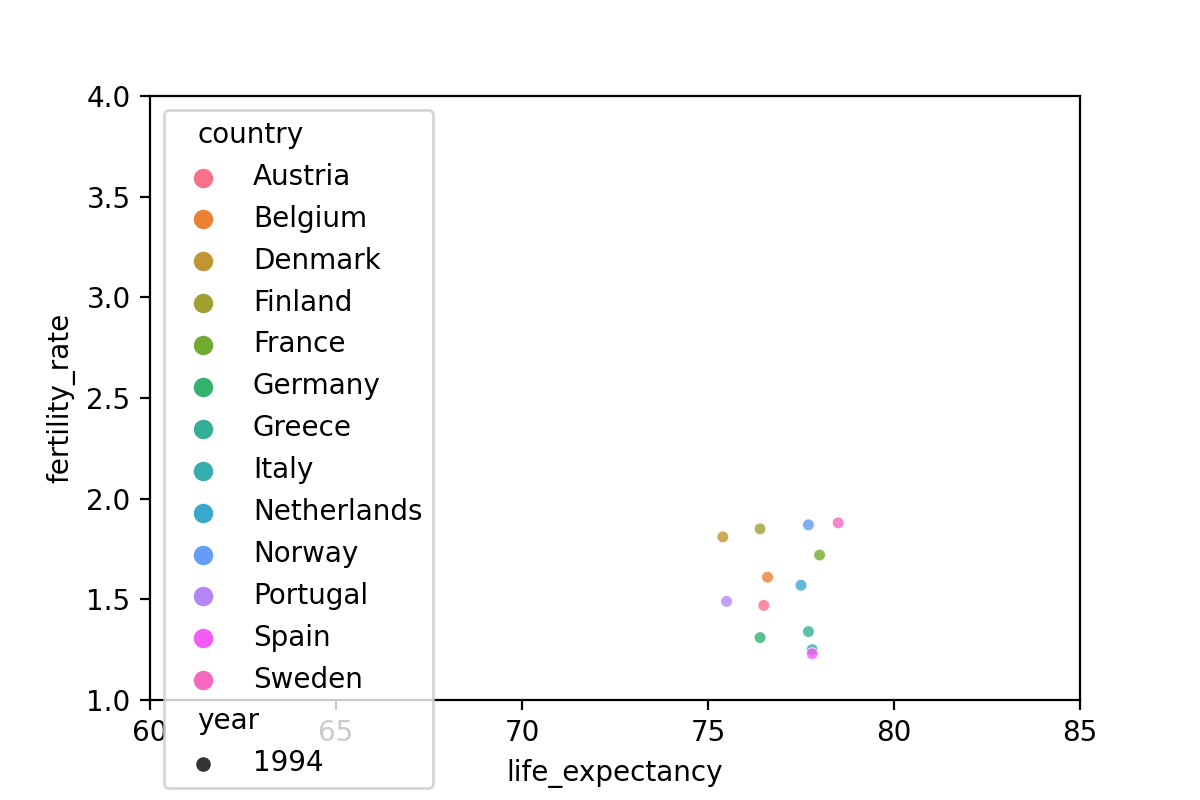 4.0
3.5
3.0
2.5
2.0
1.5
1.0
fertility_rate
country
Austria
Belgium
Denmark
Finland
France
Germany
Greece
Italy
Netherlands
Norway
Portugal
Spain
Sweden
year
1994
60 65 70 75 80 85
life_expectancy